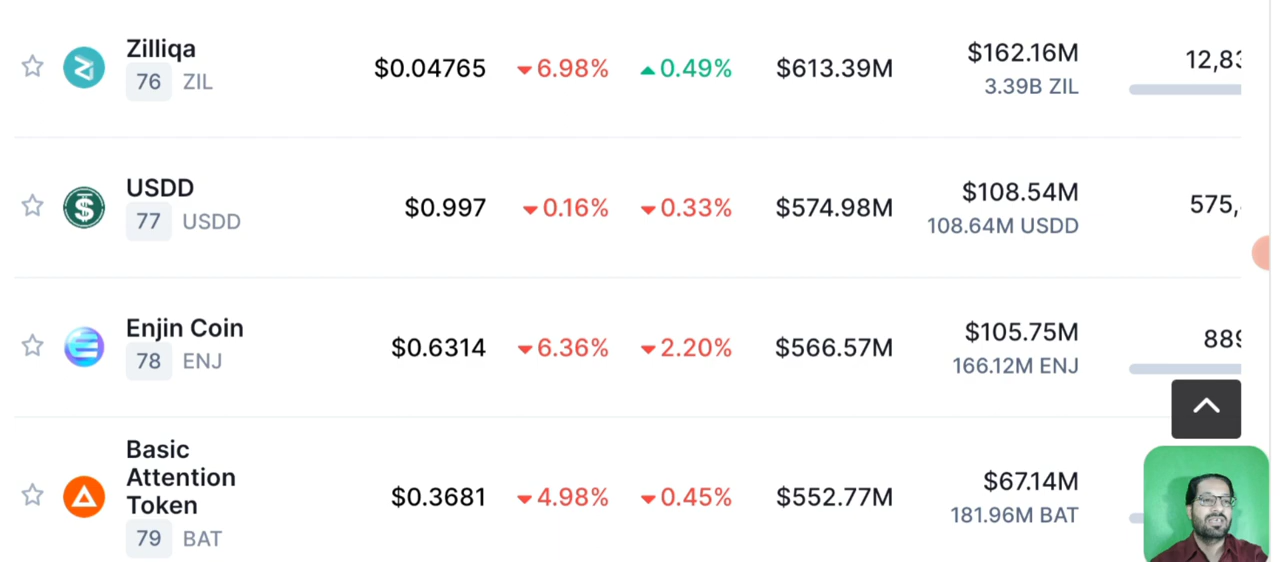 Zilliqa
76 ZIL
$0.04765 6.98% 0.49% $613.39M $162.16M
3.39B ZIL
USDD
77 USDD
$0.997 0.16% 0.33% $574.98M $108.54M
108.64M USDD
575,
Enjin Coin
78 ENJ
$0.6314 6.36% 2.20% $566.57M $105.75M
166.12M ENJ
Basic
Attention
Token
79 BAT
$0.3681 4.98% 0.45% $552.77M $67.14M
181.96M BAT